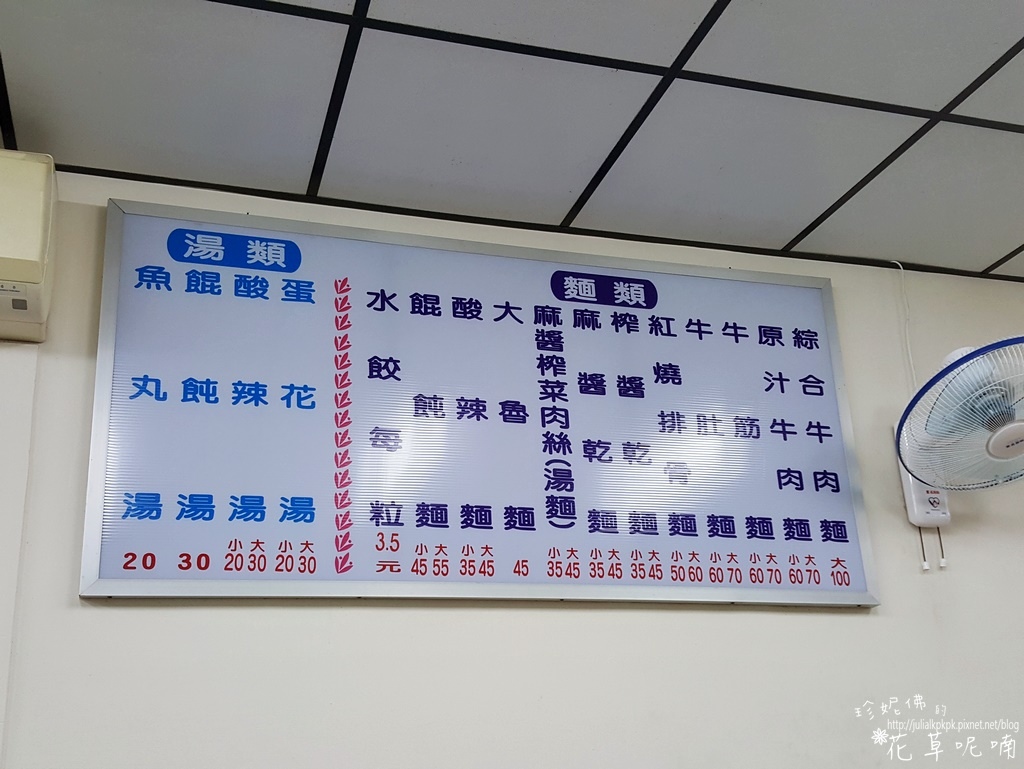 麵類
綜合牛肉麵 大100
原汁牛肉麵 小60 大70
牛筋麵 小60 大70
牛肚麵 小60 大70
紅燒排骨麵 小50 大60
榨醬乾麵 小35 大45
麻醬乾麵 小35 大45
麻醬榨菜肉絲(湯麵) 小35 大45
大魯麵 45
酸辣麵 小35 大45
餛飩麵 小45 大55
水餃每粒 3.5元
湯類
蛋花湯 小20 大30
酸辣湯 小20 大30
餛飩湯 30
魚丸湯 20
珍妮佛的
http://julialkpkpk.pixnet.net/blog
花草呢喃